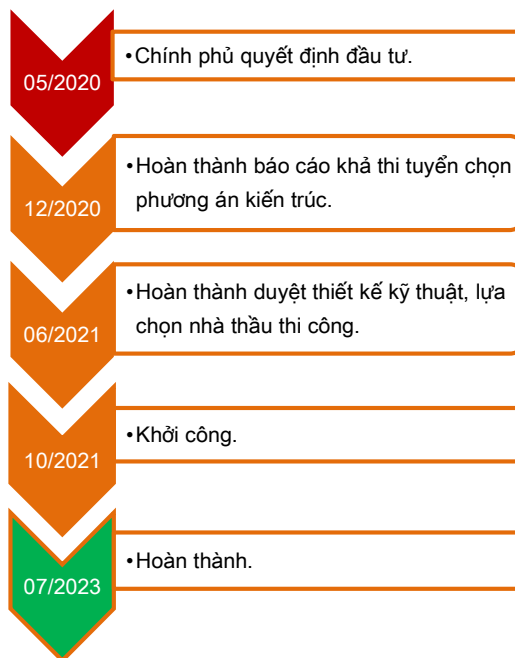 05/2020
•Chính phủ quyết định đầu tư.
12/2020
•Hoàn thành báo cáo khả thi tuyển chọn
phương án kiến trúc.
06/2021
•Hoàn thành duyệt thiết kế kỹ thuật, lựa
chọn nhà thầu thi công.
10/2021
•Khởi công.
07/2023
•Hoàn thành.